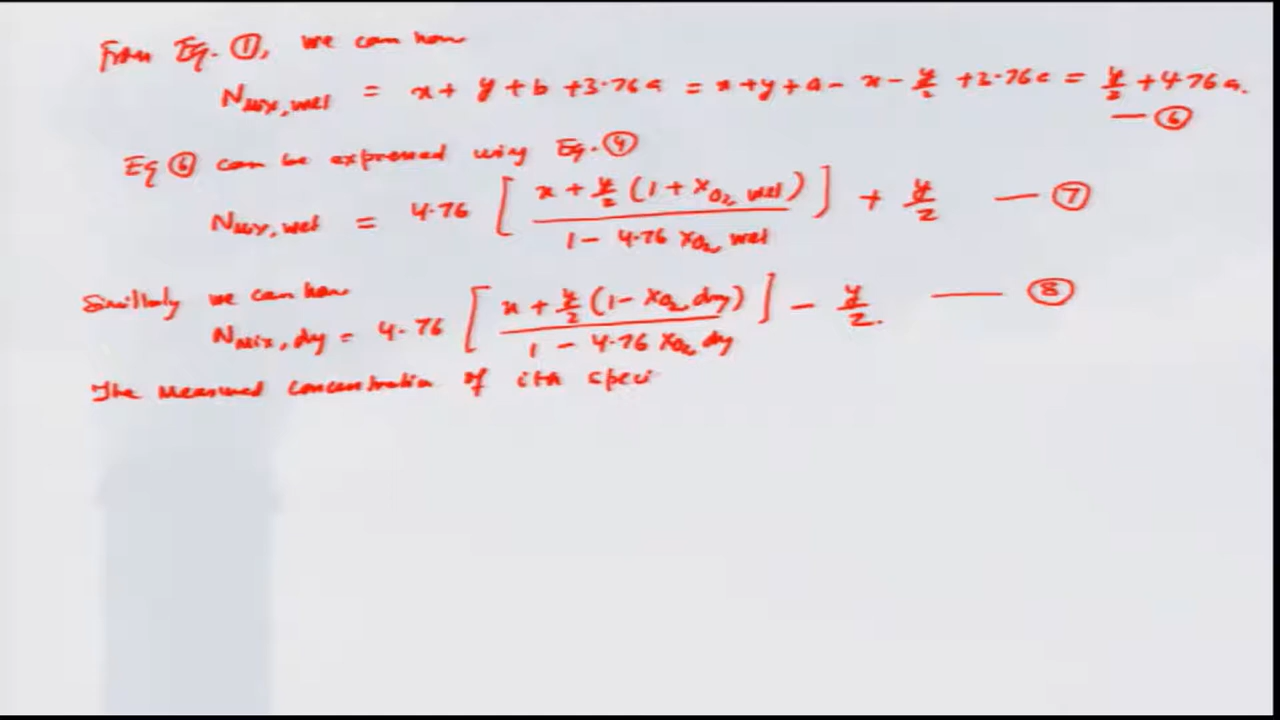 From Eq. ①, we can have
N_mix,wet = x + y + b + 3.76a = x + y + a - x - y/2 + 3.76a = y/2 + 4.76a. — ⑥
Eq ⑥ can be expressed using Eq. ④
N_mix,wet = 4.76 [ (x + y/2 (1 + X_O2, wet)) / (1 - 4.76 X_O2, wet) ] + y/2 — ⑦
Similarly we can have
N_mix,dry = 4.76 [ (x + y/2 (1 - X_O2, dry)) / (1 - 4.76 X_O2, dry) ] - y/2. — ⑧
The measured concentration of ith speci